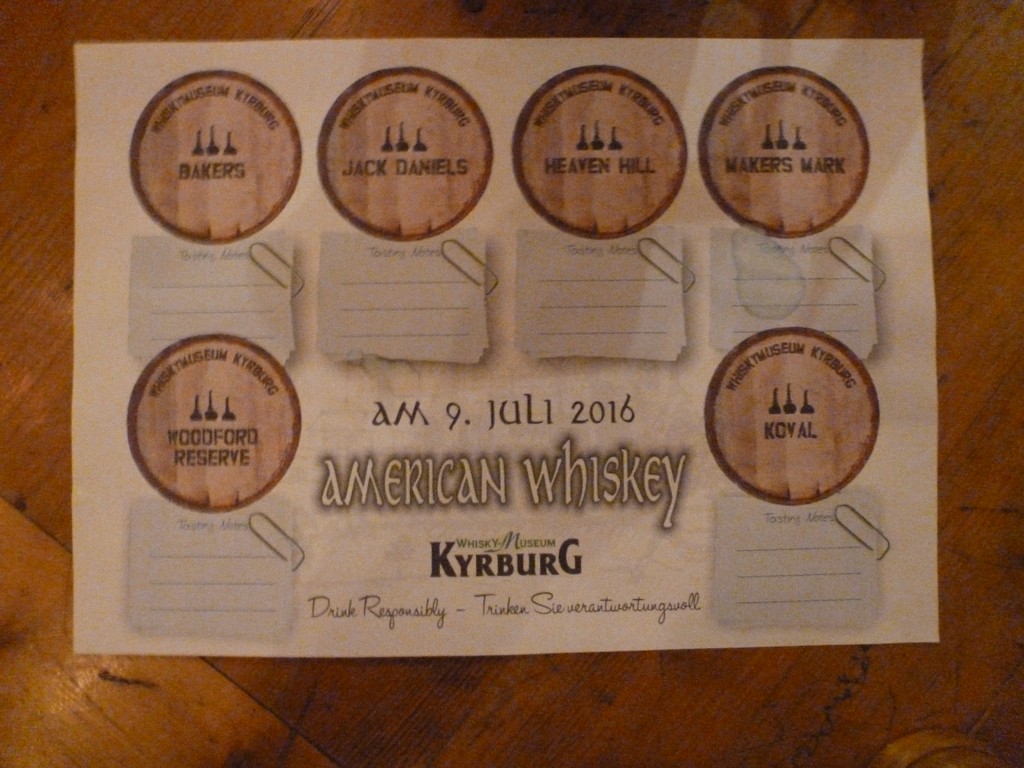 WHISKYMUSEUM KYRBURG
BAKERS
WHISKYMUSEUM KYRBURG
JACK DANIELS
WHISKYMUSEUM KYRBURG
HEAVEN HILL
WHISKYMUSEUM KYRBURG
MAKERS MARK
Tasting Notes
Tasting Notes
Tasting Notes
Tasting Notes
WHISKYMUSEUM KYRBURG
WOODFORD
RESERVE
WHISKYMUSEUM KYRBURG
KOVAL
AM 9. JULI 2016
AMERICAN WHISKEY
WHISKY-MUSEUM
KYRBURG
Tasting Notes
Tasting Notes
Drink Responsibly – Trinken Sie verantwortungsvoll